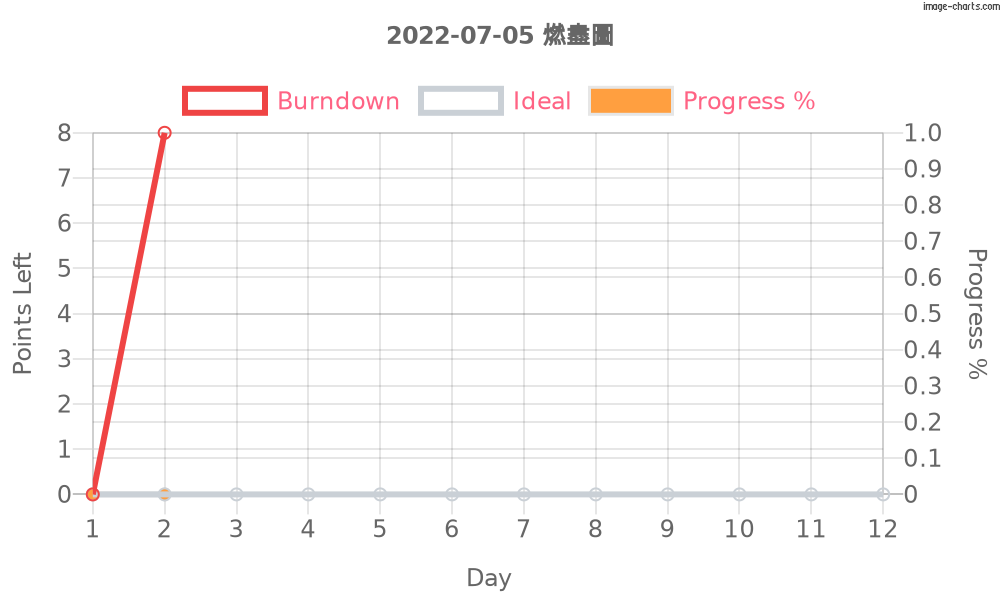 image-charts.com
2022-07-05 燃盡圖
Burndown Ideal Progress %
8 1.0
0.9
7
0.8
6
0.7
5
0.6
4 0.5
0.4
3
0.3
2
0.2
1
0.1
0 0
Points Left
Progress %
1 2 3 4 5 6 7 8 9 10 11 12
Day